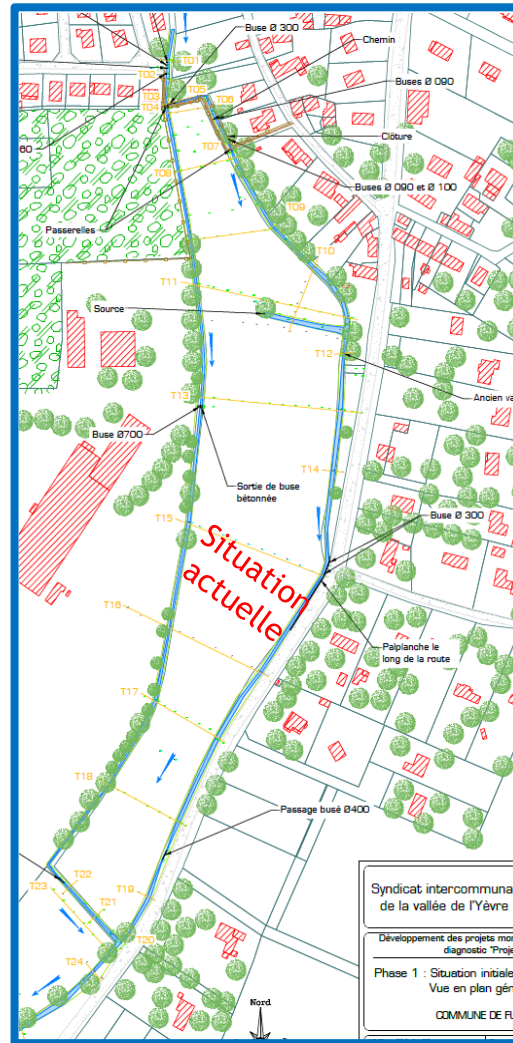 Buse Ø 300
T01
Chemin
T02
T05
Buses Ø 090
T03
T06
T04
Clôture
60
T07
Buses Ø 090 et Ø 100
T08
T09
Passerelles
T10
T11
Source
T12
T13
Ancien va
Buse Ø700
Sortie de buse
bétonnée
T14
T15
Buse Ø 300
Situation
actuelle
T16
Palplanche le
long de la route
T17
T18
Passage busé Ø400
T22
T23
T21
T19
T20
T24
Syndicat intercommuna
de la vallée de l'Yèvre
Développement des projets mor
diagnostic "Proje
Phase 1 : Situation initiale
Vue en plan gén
COMMUNE DE FU
Nord